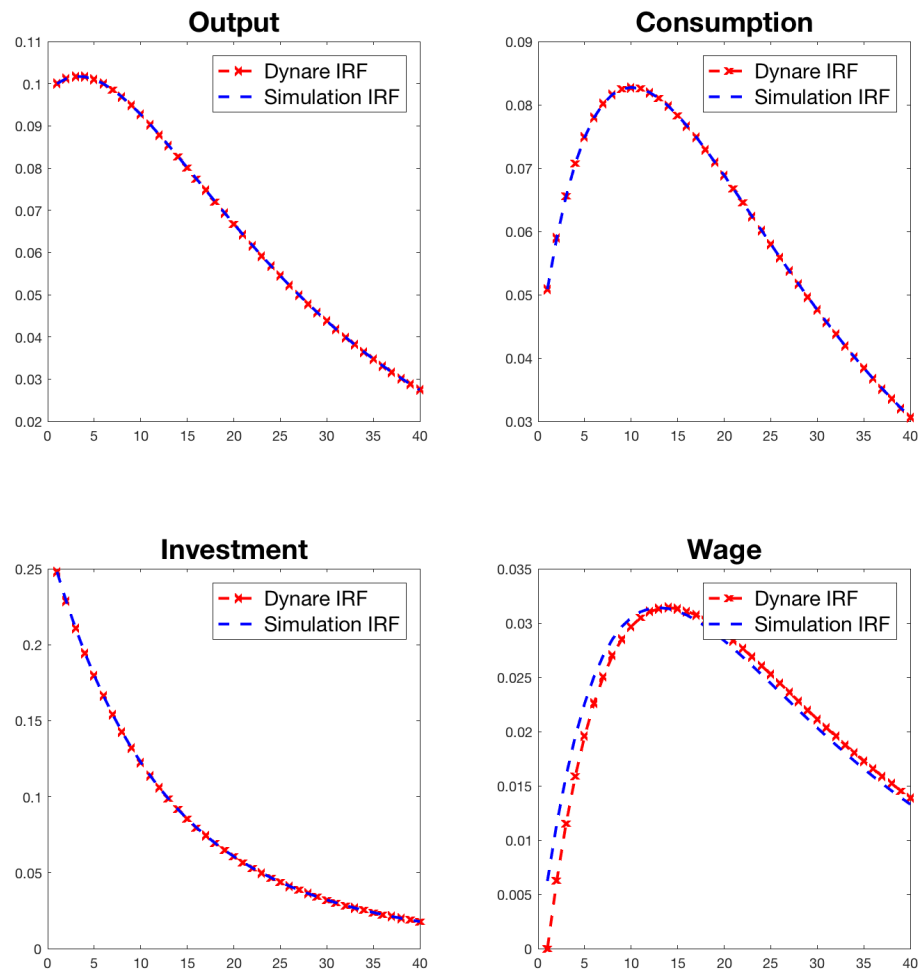 Output
Dynare IRF
Simulation IRF
0.11
0.1
0.09
0.08
0.07
0.06
0.05
0.04
0.03
0.02
0 5 10 15 20 25 30 35 40
Consumption
Dynare IRF
Simulation IRF
0.09
0.08
0.07
0.06
0.05
0.04
0.03
0 5 10 15 20 25 30 35 40
Investment
Dynare IRF
Simulation IRF
0.25
0.2
0.15
0.1
0.05
0
0 5 10 15 20 25 30 35 40
Wage
Dynare IRF
Simulation IRF
0.035
0.03
0.025
0.02
0.015
0.01
0.005
0
0 5 10 15 20 25 30 35 40